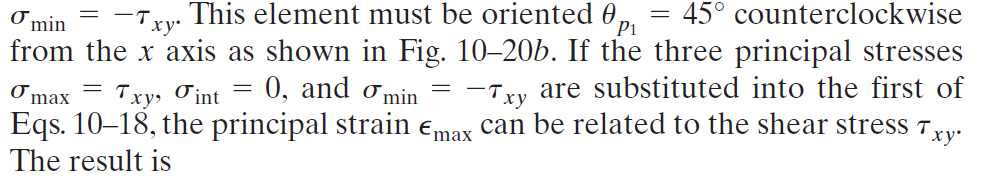 σmin = −τxy. This element must be oriented θp1 = 45° counterclockwise
from the x axis as shown in Fig. 10–20b. If the three principal stresses
σmax = τxy, σint = 0, and σmin = −τxy are substituted into the first of
Eqs. 10–18, the principal strain ϵmax can be related to the shear stress τxy.
The result is